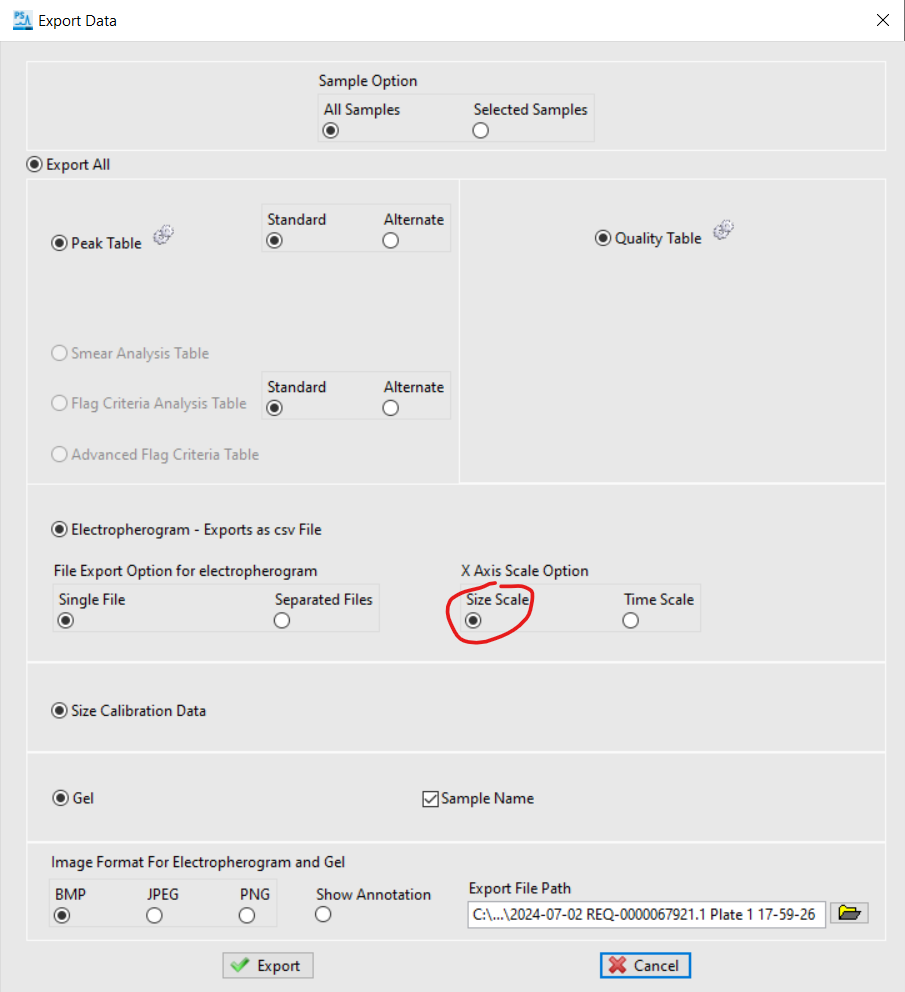 PS Export Data
Sample Option
All Samples Selected Samples
Export All
Peak Table Standard Alternate Quality Table
Smear Analysis Table
Flag Criteria Analysis Table Standard Alternate
Advanced Flag Criteria Table
Electropherogram - Exports as csv File
File Export Option for electropherogram X Axis Scale Option
Single File Separated Files Size Scale Time Scale
Size Calibration Data
Gel Sample Name
Image Format For Electropherogram and Gel
BMP JPEG PNG Show Annotation Export File Path
C:\...\2024-07-02 REQ-0000067921.1 Plate 1 17-59-26
Export Cancel